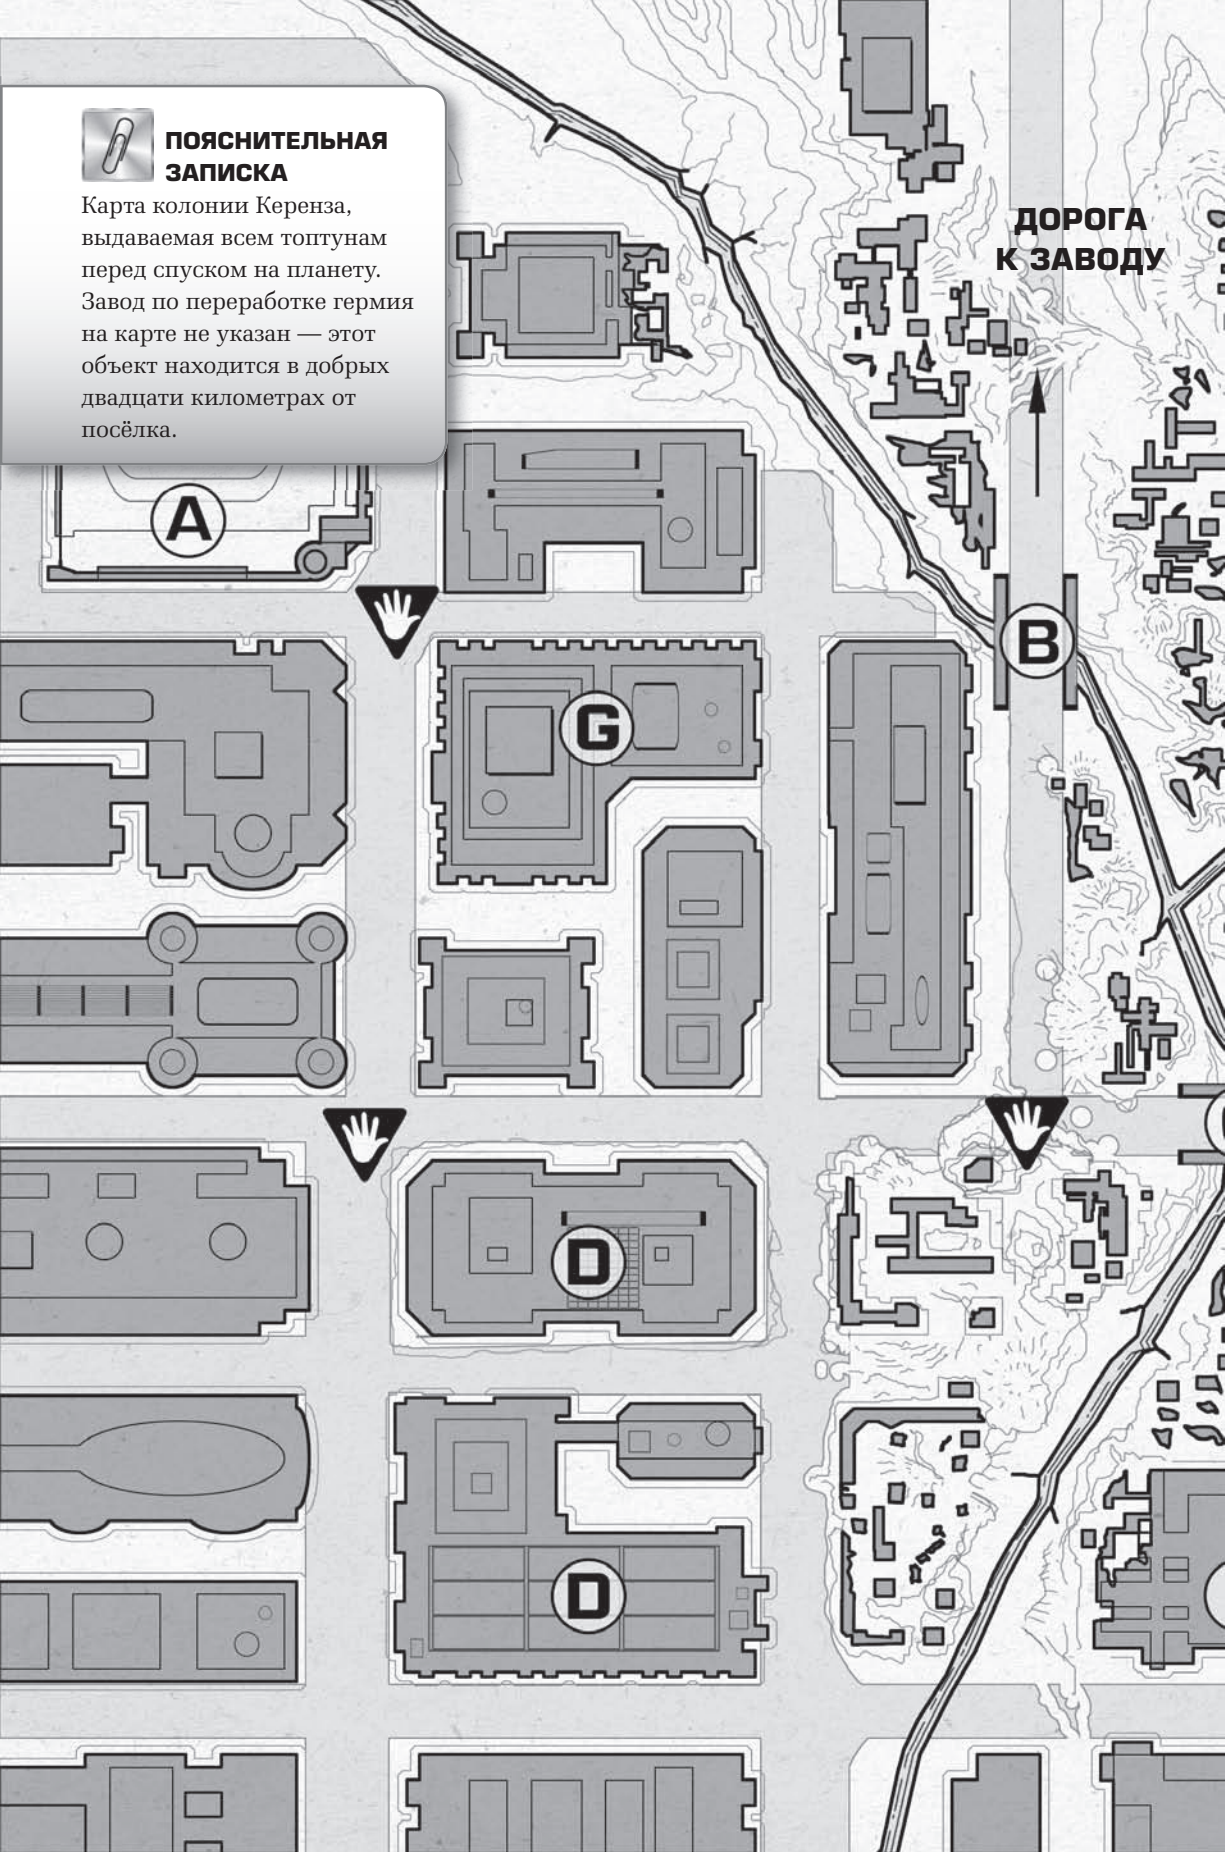 ПОЯСНИТЕЛЬНАЯ
ЗАПИСКА
Карта колонии Керенза,
выдаваемая всем топтунам
перед спуском на планету.
Завод по переработке гермия
на карте не указан — этот
объект находится в добрых
двадцати километрах от
посёлка.
ДОРОГА
К ЗАВОДУ
A
B
G
D
D